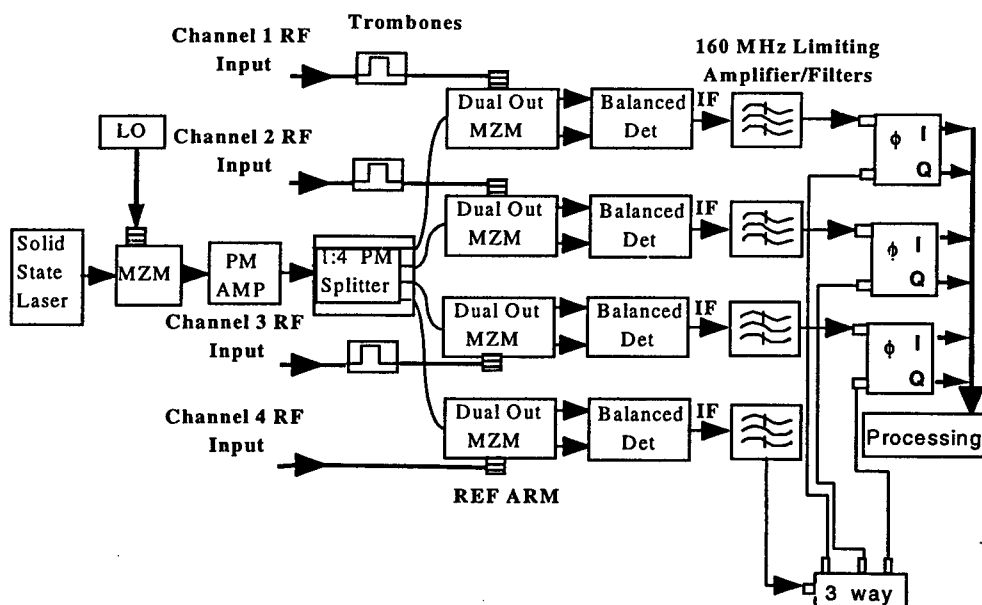 Trombones
Channel 1 RF
Input
160 MHz Limiting
Amplifier/Filters
Dual Out
MZM
Balanced
Det
IF
ϕ I
Q
LO
Channel 2 RF
Input
Dual Out
MZM
Balanced
Det
IF
ϕ I
Q
Solid
State
Laser
MZM
PM
AMP
1:4 PM
Splitter
Channel 3 RF
Input
Dual Out
MZM
Balanced
Det
IF
ϕ I
Q
Channel 4 RF
Input
Dual Out
MZM
Balanced
Det
IF
REF ARM
Processing
3 way